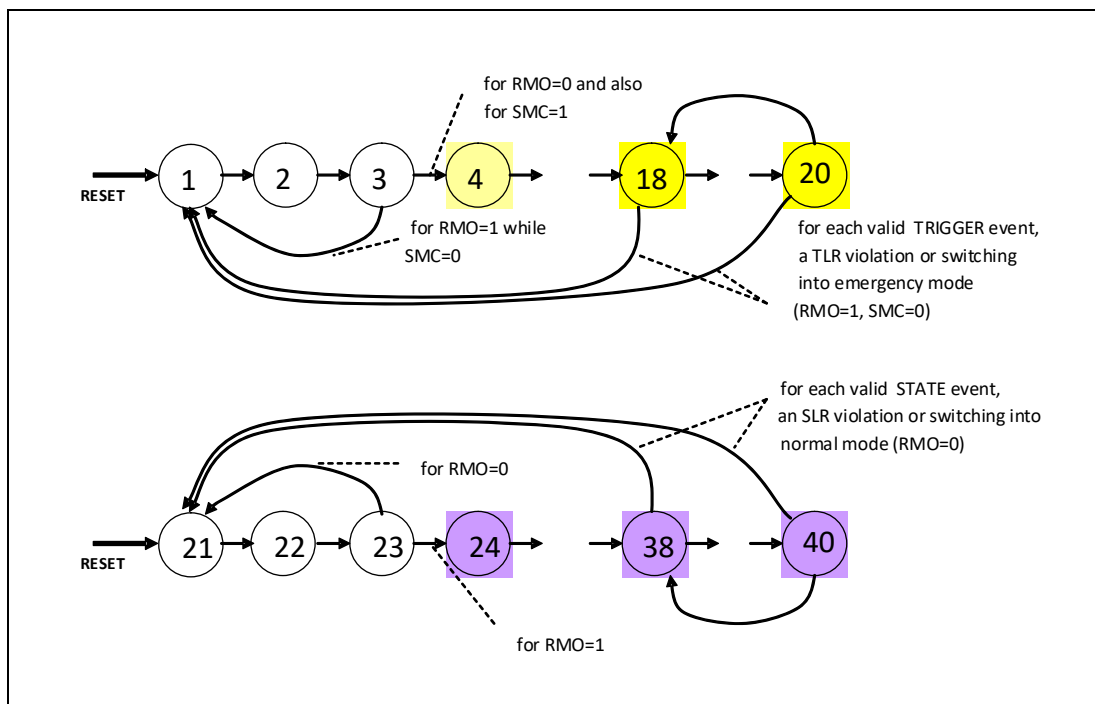 for RMO=0 and also
for SMC=1
1
2
3
4
18
20
RESET
for RMO=1 while
SMC=0
for each valid TRIGGER event,
a TLR violation or switching
into emergency mode
(RMO=1, SMC=0)
for each valid STATE event,
an SLR violation or switching into
normal mode (RMO=0)
for RMO=0
21
22
23
24
38
40
RESET
for RMO=1